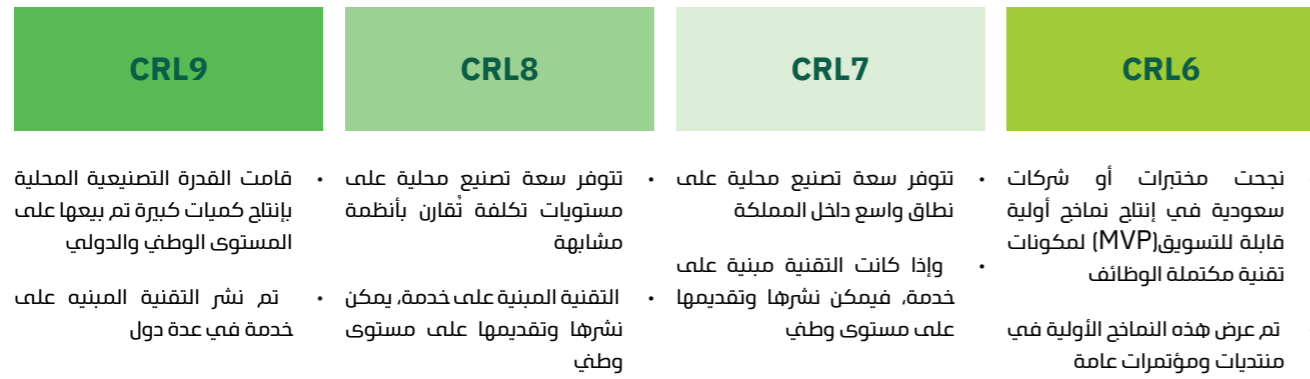 CRL6
نجحت مختبرات أو شركات
سعودية في إنتاج نماذج أولية
قابلة للتسويق(MVP) لمكونات
تقنية مكتملة الوظائف
تم عرض هذه النماذج الأولية في
منتديات ومؤتمرات عامة
CRL7
• تتوفر سعة تصنيع محلية على
نطاق واسع داخل المملكة
• وإذا كانت التقنية مبنية على
خدمة، فيمكن نشرها وتقديمها
على مستوى وطني
CRL8
• تتوفر سعة تصنيع محلية على
مستويات تكلفة تُقارن بأنظمة
مشابهة
• التقنية المبنية على خدمة، يمكن
نشرها وتقديمها على مستوى
وطني
CRL9
• قامت القدرة التصنيعية المحلية
بإنتاج كميات كبيرة تم بيعها على
المستوى الوطني والدولي
• تم نشر التقنية المبنيه على
خدمة في عدة دول